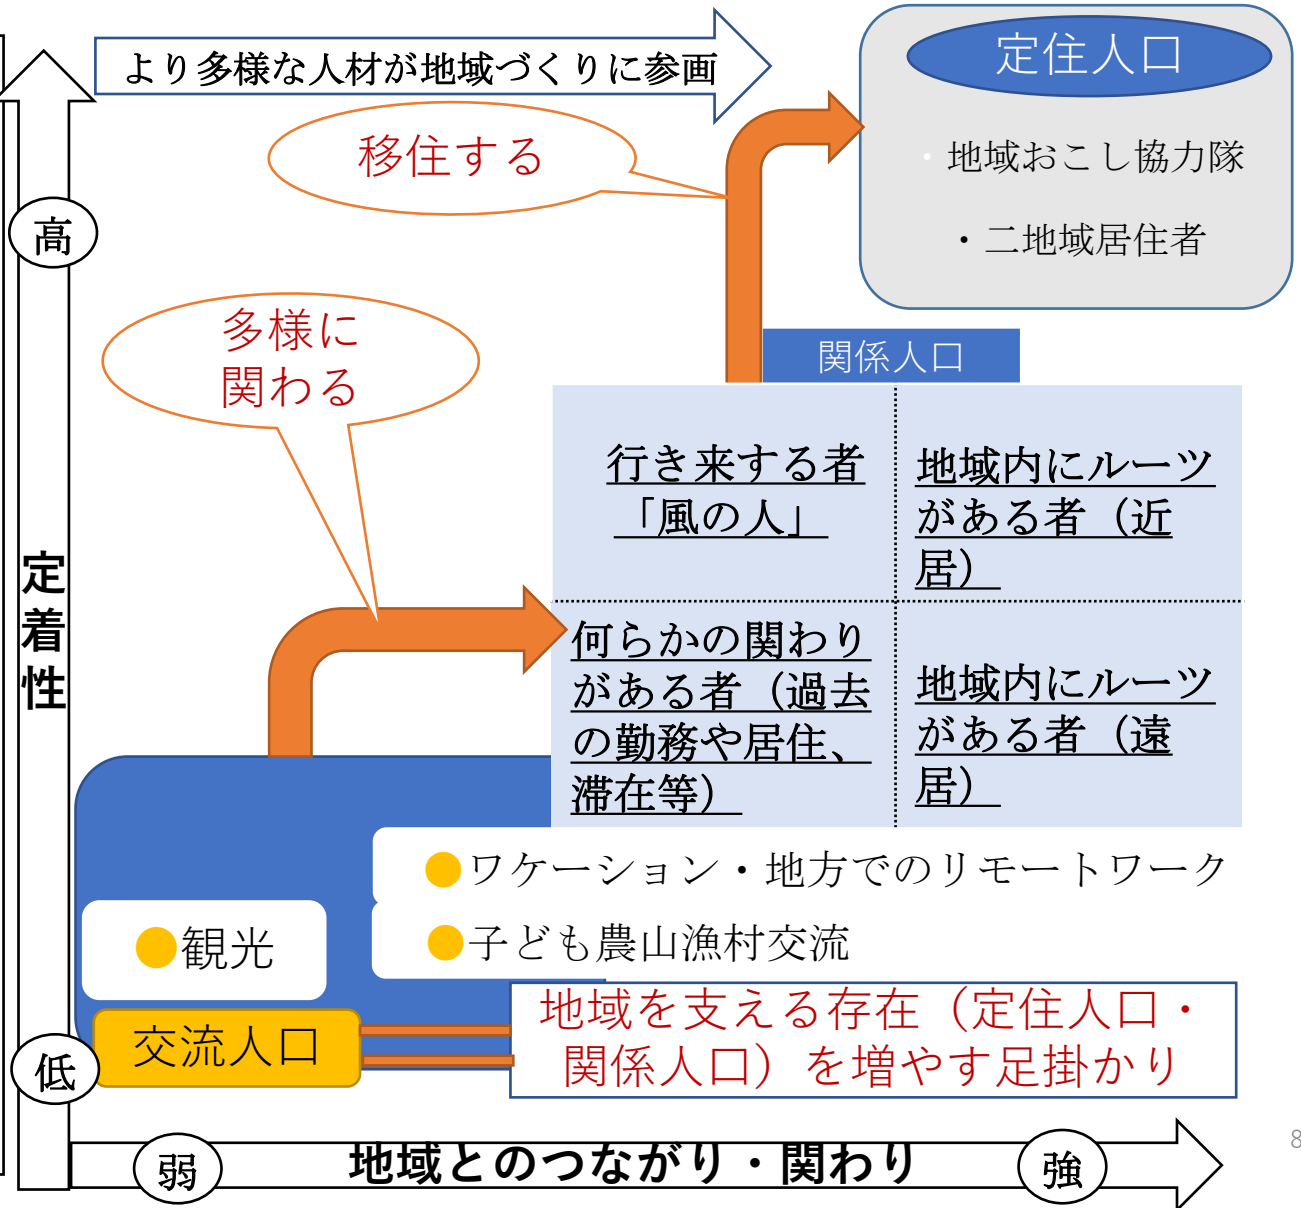 より多様な人材が地域づくりに参画
定住人口
・地域おこし協力隊
・二地域居住者
移住する
高
多様に
関わる
関係人口
行き来する者
「風の人」
地域内にルーツ
がある者（近
居）
何らかの関わり
がある者（過去
の勤務や居住、
滞在等）
地域内にルーツ
がある者（遠
居）
定着性
●ワケーション・地方でのリモートワーク
●観光
●子ども農山漁村交流
交流人口
地域を支える存在（定住人口・
関係人口）を増やす足掛かり
低
弱
地域とのつながり・関わり
強
8